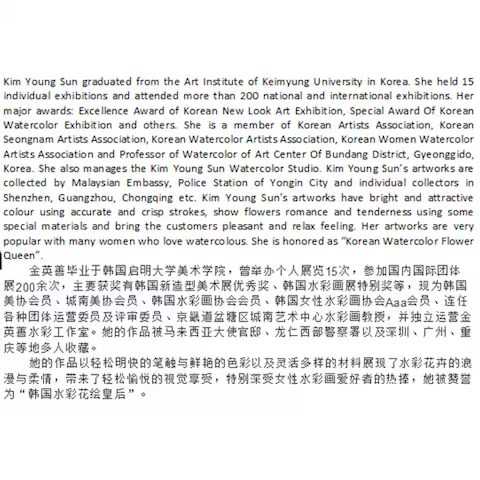 Kim Young Sun graduated from the Art Institute of Keimyung University in Korea. She held 15
individual exhibitions and attended more than 200 national and international exhibitions. Her
major awards: Excellence Award of Korean New Look Art Exhibition, Special Award Of Korean
Watercolor Exhibition and others. She is a member of Korean Artists Association, Korean
Seongnam Artists Association, Korean Watercolor Artists Association, Korean Women Watercolor
Artists Association and Professor of Watercolor of Art Center Of Bundang District, Gyeonggido,
Korea. She also manages the Kim Young Sun Watercolor Studio. Kim Young Sun's artworks are
collected by Malaysian Embassy, Police Station of Yongin City and individual collectors in
Shenzhen, Guangzhou, Chongqing etc. Kim Young Sun's artworks have bright and attractive
colour using accurate and crisp strokes, show flowers romance and tenderness using some
special materials and bring the customers pleasant and relax feeling. Her artworks are very
popular with many women who love watercolous. She is honored as "Korean Watercolor Flower
Queen".
金英善毕业于韩国启明大学美术学院，曾举办个人展览15次，参加国内国际团体
展200余次，主要获奖有韩国新造型美术展优秀奖、韩国水彩画展特别奖等，现为韩国
美协会员、城南美协会员、韩国水彩画协会会员、韩国女性水彩画协会Aaa会员、连任
各种团体运营委员及评审委员、京畿道盆糖区城南艺术中心水彩画教授，并独立运营金
英善水彩工作室。她的作品被马来西亚大使官邸、龙仁西部警察署以及深圳、广州、重
庆等地多人收藏。
她的作品以轻松明快的笔触与鲜艳的色彩以及灵活多样的材料展现了水彩花卉的浪
漫与柔情，带来了轻松愉悦的视觉享受，特别深受女性水彩画爱好者的热捧，她被赞誉
为“韩国水彩花绘皇后”。